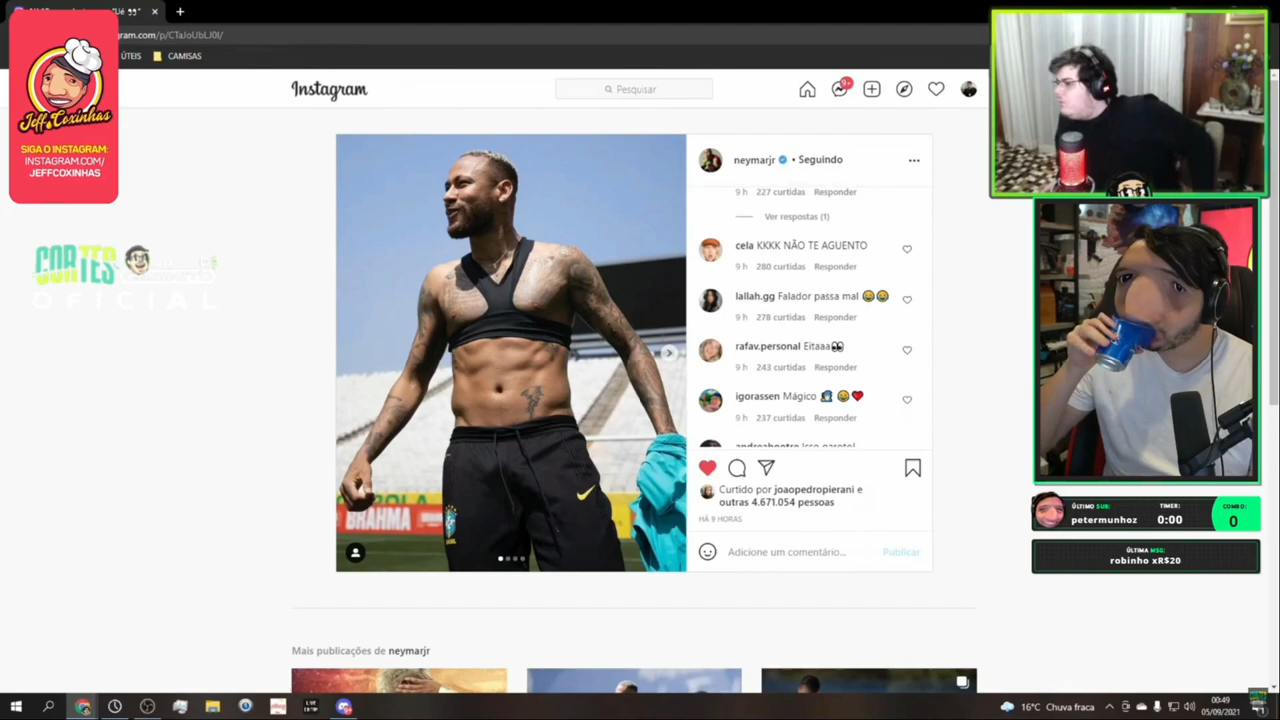 gram.com/p/CTaJoUbLJ0I/
ÚTEIS
CAMISAS
Jeff.Coxinhas
SIGA O INSTAGRAM:
INSTAGRAM.COM/
JEFFCOXINHAS
CORTES
OFICIAL
Instagram
Pesquisar
9+
neymarjr • Seguindo
9 h 227 curtidas Responder
Ver respostas (1)
cela KKKK NÃO TE AGUENTO
9 h 280 curtidas Responder
lallah.gg Falador passa mal 😂😂
9 h 278 curtidas Responder
rafav.personal Eitaaa👀
9 h 243 curtidas Responder
igorassen Mágico
9 h 237 curtidas Responder
Curtido por joaopedropierani e
outras 4.671.054 pessoas
HÁ 9 HORAS
Adicione um comentário... Publicar
BRAHMA
Mais publicações de neymarjr
ÚLTIMO SUB:
petermunhoz
TIMER:
0:00
COMBO:
0
ÚLTIMA MSG:
robinho xR$20
16°C Chuva fraca
00:49
05/09/2021